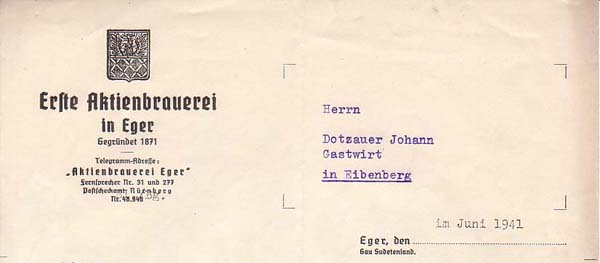 Erste Aktienbrauerei
in Eger
Gegründet 1871
Telegramm-Adresse:
„Aktienbrauerei Eger"
Fernsprecher Nr. 31 und 277
Postscheckamt: Nürnberg
Herrn
Dotzauer Johann
Gastwirt
in Eibenberg
im Juni 1941
Eger, den
Gau Sudetenland.